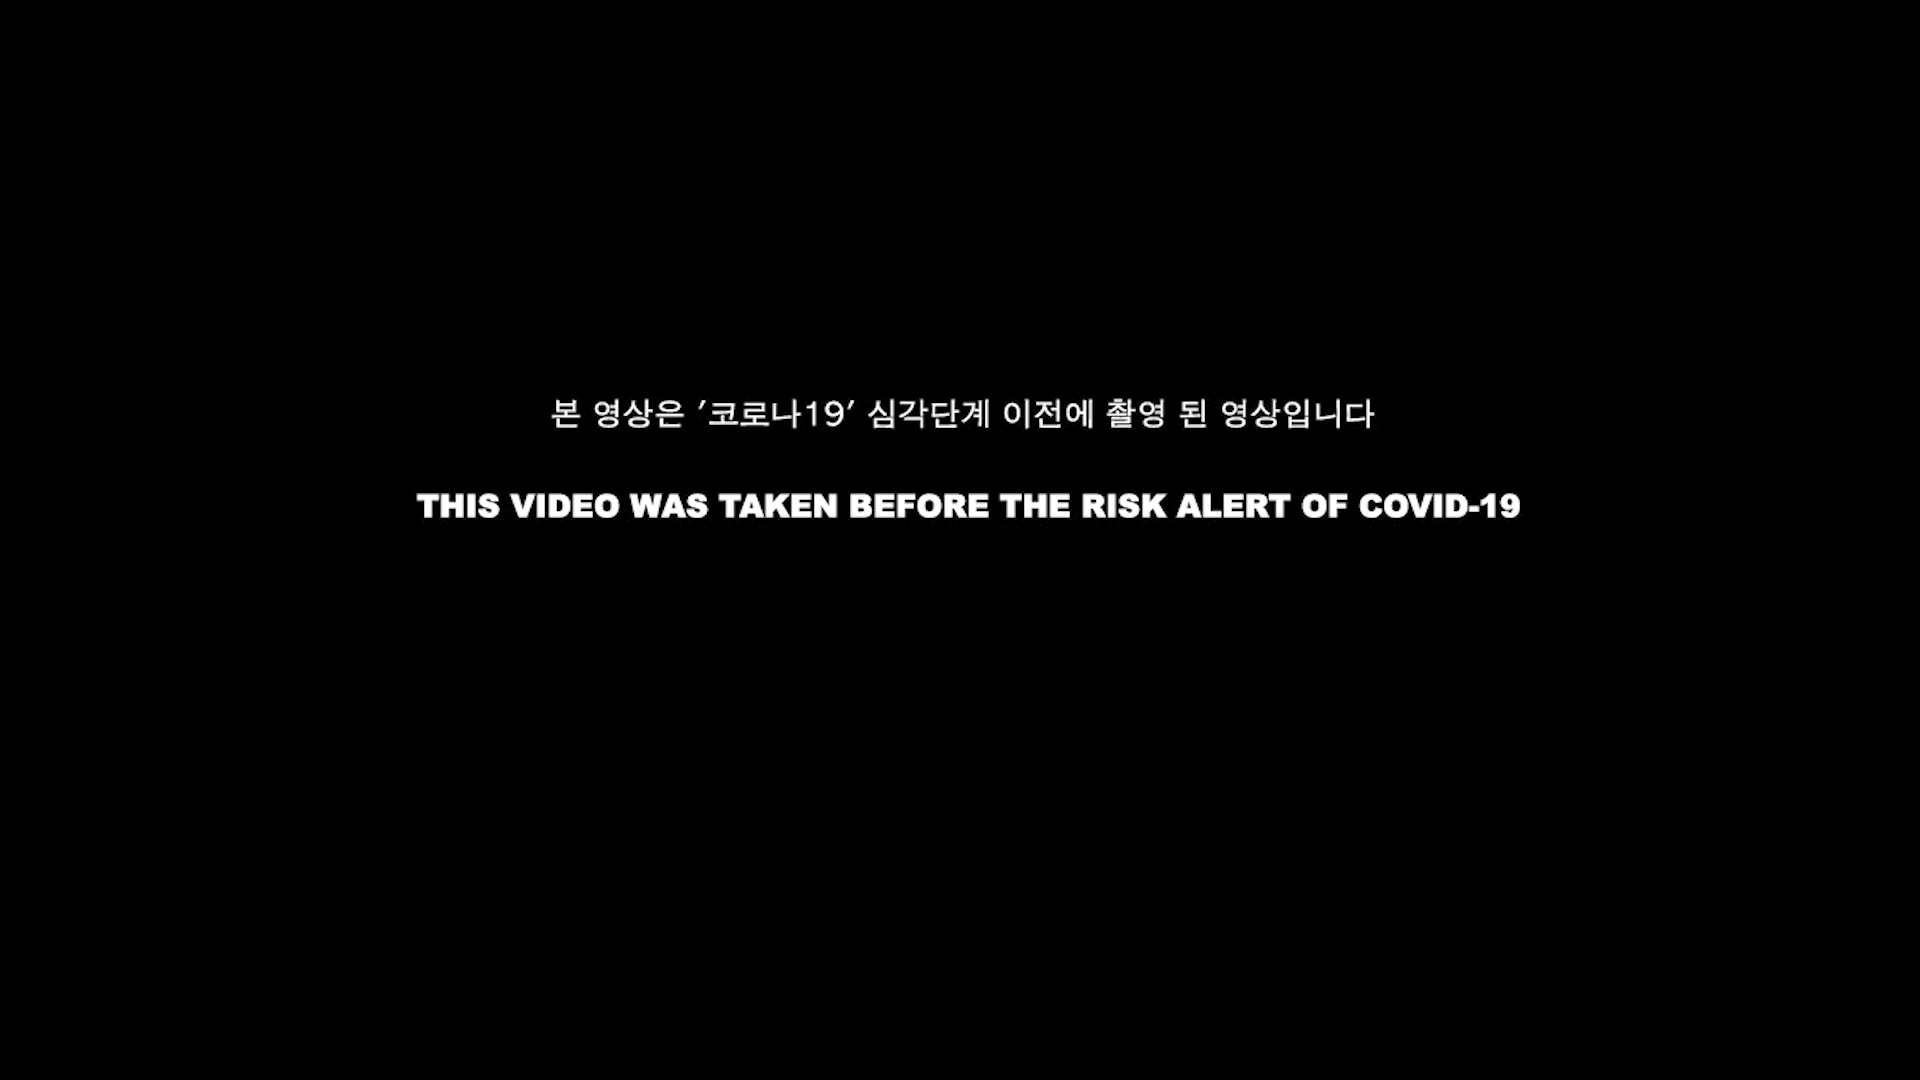 본 영상은 '코로나19' 심각단계 이전에 촬영 된 영상입니다
THIS VIDEO WAS TAKEN BEFORE THE RISK ALERT OF COVID-19